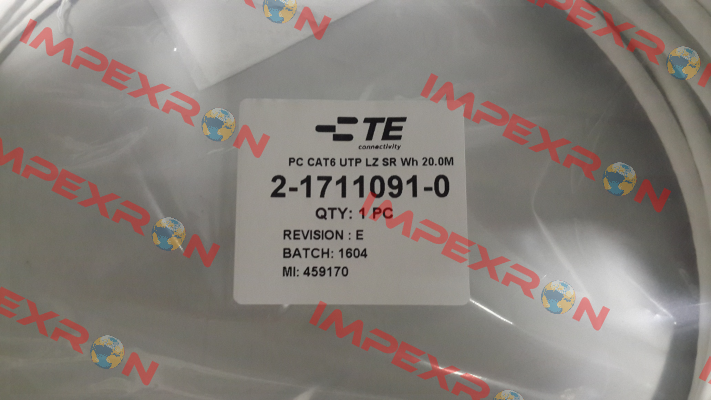 IMPEXRON
IMPEXRON
IMPEXRON
TE
connectivity
PC CAT6 UTP LZ SR Wh 20.0M
2-1711091-0
QTY: 1 PC
REVISION : E
BATCH: 1604
MI: 459170
IMPEXRON
IMPEXRON
IMPEXRON